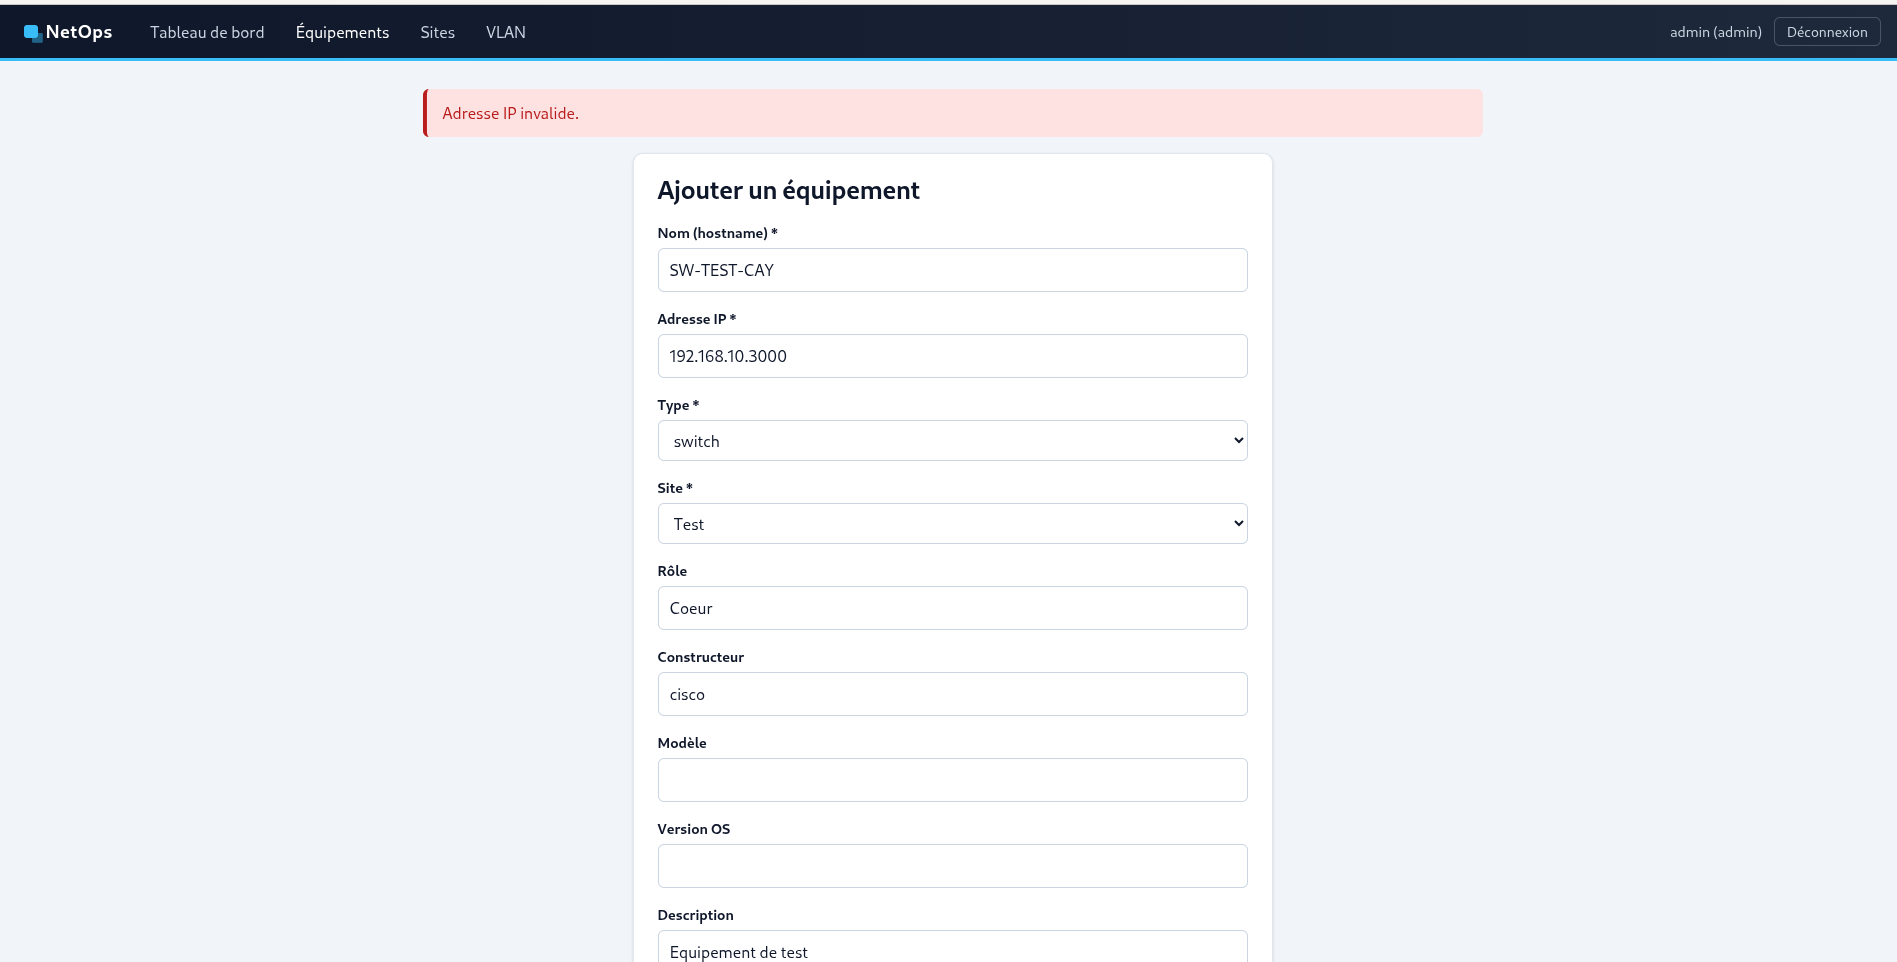 NetOps Tableau de bord Équipements Sites VLAN admin (admin) Déconnexion
Adresse IP invalide.
Ajouter un équipement
Nom (hostname) *
SW-TEST-CAY
Adresse IP *
192.168.10.3000
Type *
switch
Site *
Test
Rôle
Coeur
Constructeur
cisco
Modèle
Version OS
Description
Equipement de test